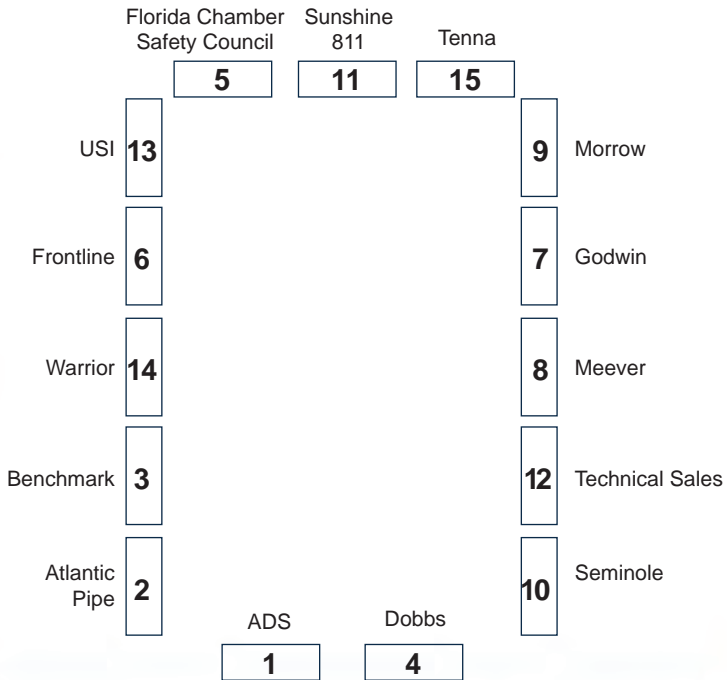 Florida Chamber
Safety Council
5
Sunshine
811
11
Tenna
15
USI
13
Frontline
6
Warrior
14
Benchmark
3
Atlantic
Pipe
2
9
Morrow
7
Godwin
8
Meever
12
Technical Sales
10
Seminole
ADS
1
Dobbs
4